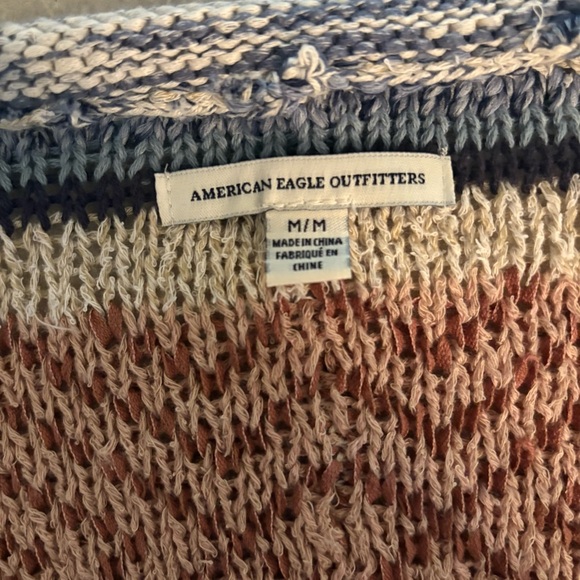 AMERICAN EAGLE OUTFITTERS
M/M
MADE IN CHINA
FABRIQUÉ EN
CHINE